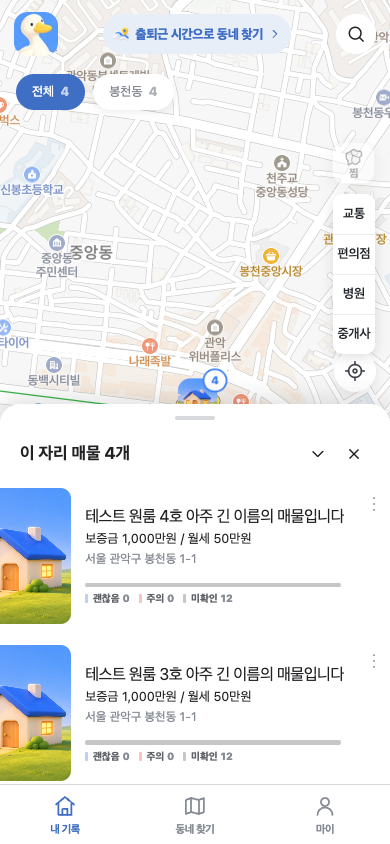 출퇴근 시간으로 동네 찾기
전체 4
봉천동 4
천주교
중앙동성당
신봉초등학교
찜
교통
편의점
병원
중개사
중앙동
중앙동
주민센터
봉천중앙시장
타이어
관악
위버폴리스
나래족발
동백시티빌
4
이 자리 매물 4개
테스트 원룸 4호 아주 긴 이름의 매물입니다
보증금 1,000만원 / 월세 50만원
서울 관악구 봉천동 1-1
괜찮음 0 주의 0 미확인 12
테스트 원룸 3호 아주 긴 이름의 매물입니다
보증금 1,000만원 / 월세 50만원
서울 관악구 봉천동 1-1
괜찮음 0 주의 0 미확인 12
내 기록
동네 찾기
마이